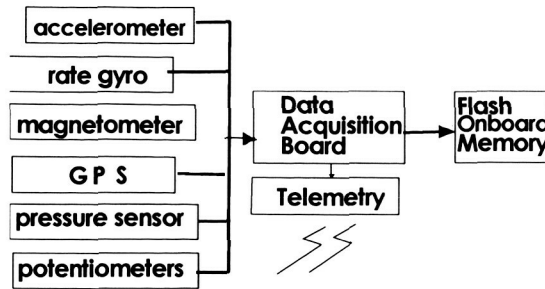 accelerometer
rate gyro
magnetometer
GPS
pressure sensor
potentiometers
Data
Acquisition
Board
Telemetry
Flash
Onboard
Memory